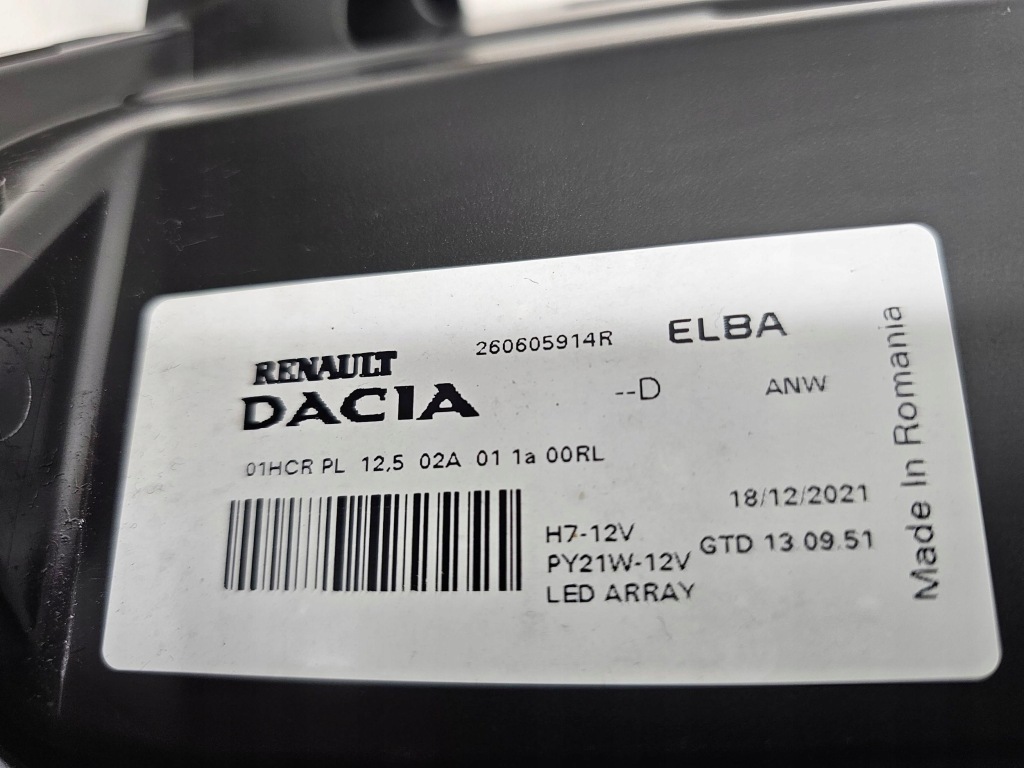 RENAULT
DACIA
260605914R
ELBA
--D
ANW
01HCR PL 12,5 02A 01 1a 00RL
18/12/2021
H7-12V
GTD 13 09.51
PY21W-12V
LED ARRAY
Made In Romania